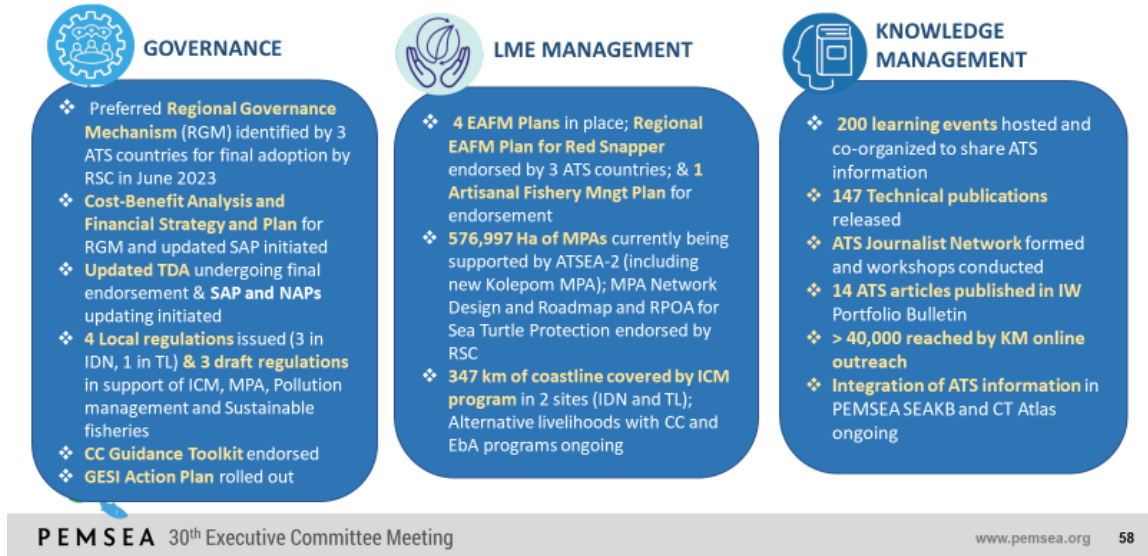 GOVERNANCE
❖ Preferred Regional Governance
Mechanism (RGM) identified by 3
ATS countries for final adoption by
RSC in June 2023
❖ Cost-Benefit Analysis and
Financial Strategy and Plan for
RGM and updated SAP initiated
❖ Updated TDA undergoing final
endorsement & SAP and NAPs
updating initiated
❖ 4 Local regulations issued (3 in
IDN, 1 in TL) & 3 draft regulations
in support of ICM, MPA, Pollution
management and Sustainable
fisheries
❖ CC Guidance Toolkit endorsed
❖ GESI Action Plan rolled out
LME MANAGEMENT
❖ 4 EAFM Plans in place; Regional
EAFM Plan for Red Snapper
endorsed by 3 ATS countries; & 1
Artisanal Fishery Mngt Plan for
endorsement
❖ 576,997 Ha of MPAs currently being
supported by ATSEA-2 (including
new Kolepom MPA); MPA Network
Design and Roadmap and RPOA for
Sea Turtle Protection endorsed by
RSC
❖ 347 km of coastline covered by ICM
program in 2 sites (IDN and TL);
Alternative livelihoods with CC and
EbA programs ongoing
KNOWLEDGE
MANAGEMENT
❖ 200 learning events hosted and
co-organized to share ATS
information
❖ 147 Technical publications
released
❖ ATS Journalist Network formed
and workshops conducted
❖ 14 ATS articles published in IW
Portfolio Bulletin
❖ > 40,000 reached by KM online
outreach
❖ Integration of ATS information in
PEMSEA SEAKB and CT Atlas
ongoing
PEMSEA 30th Executive Committee Meeting
www.pemsea.org 58